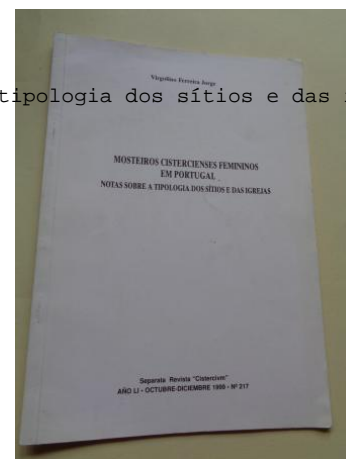 Virgolino Ferreira Jorge
tipologia dos sítios e das
MOSTEIROS CISTERCIENSES FEMININOS
EM PORTUGAL
NOTAS SOBRE A TIPOLOGIA DOS SÍTIOS E DAS IGREJAS
Separata Revista "Cistercium"
AÑO LI - OCTUBRE-DICIEMBRE 1999 - Nº 217